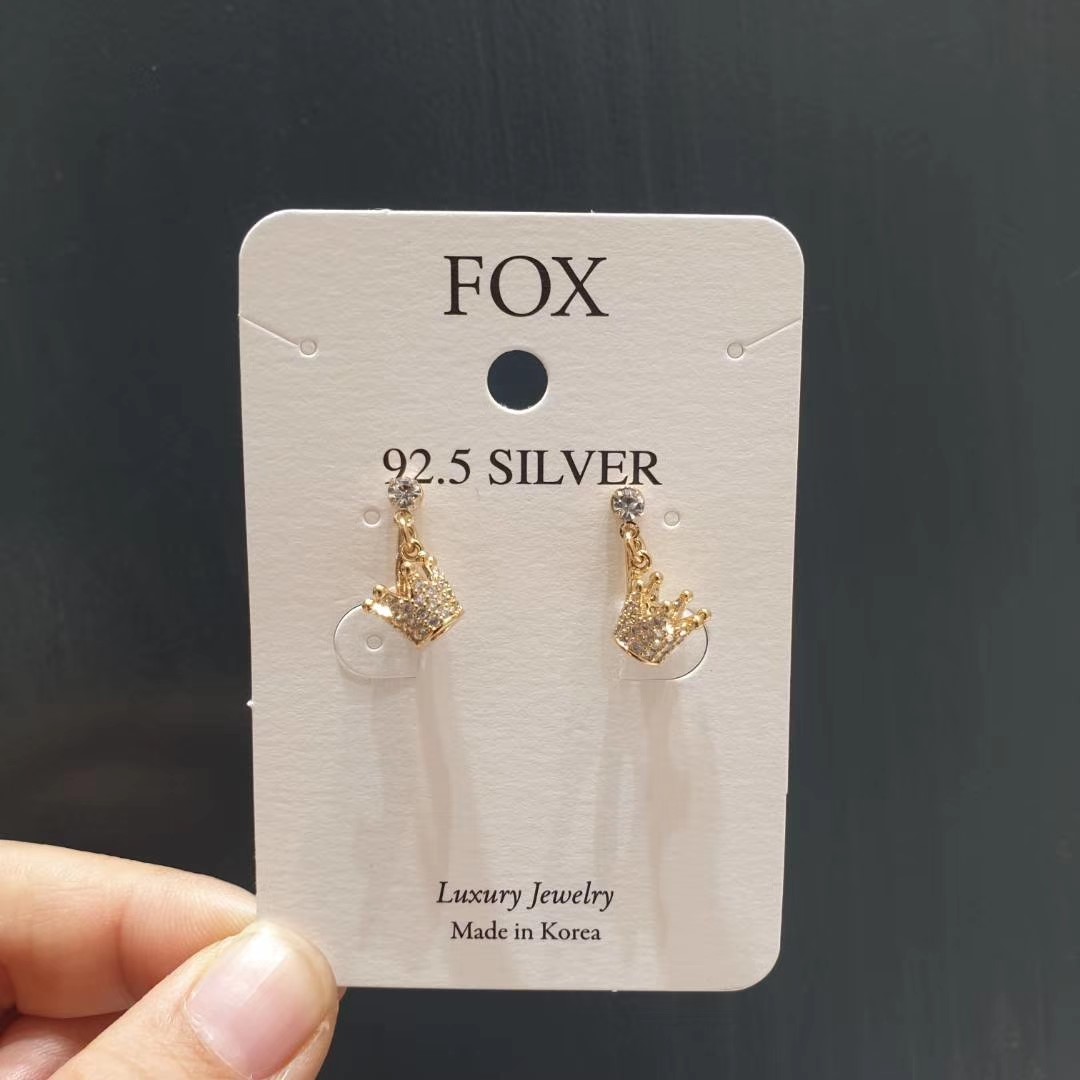 FOX
92.5 SILVER
Luxury Jewelry
Made in Korea